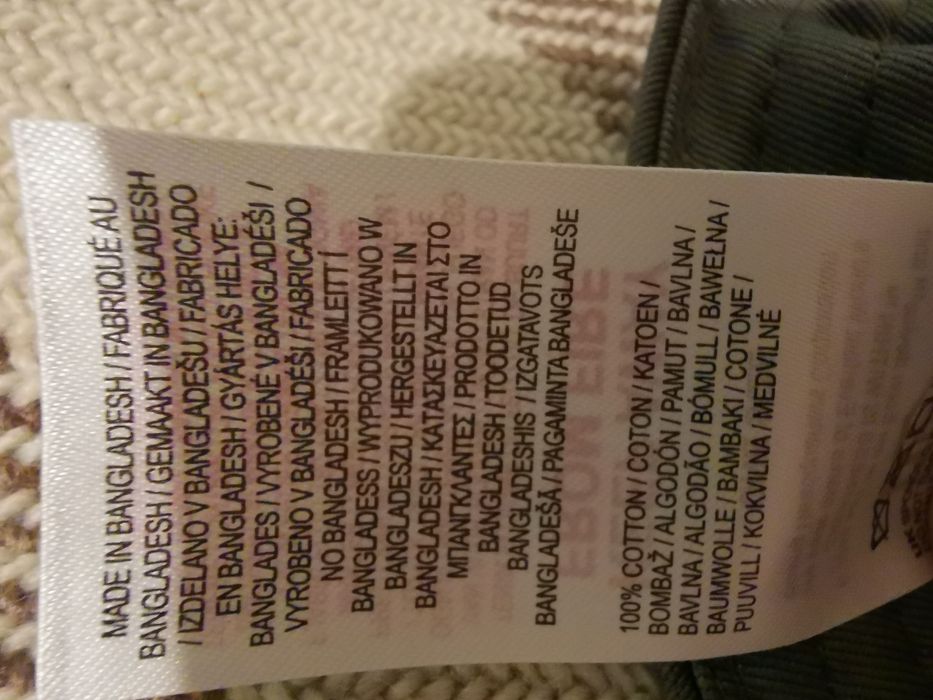 MADE IN BANGLADESH / FABRIQUÉ AU
BANGLADESH / GEMAAKT IN BANGLADESH
/ IZDELANO V BANGLADEŠU / FABRICADO
EN BANGLADESH / GYÁRTÁS HELYE:
BANGLADES / VYROBENÉ V BANGLADÉŠI /
VYROBENO V BANGLADÉŠI / FABRICADO
NO BANGLADESH / FRAMLEITT Í
BANGLADESS / WYPRODUKOWANO W
BANGLADESZU / HERGESTELLT IN
BANGLADESH / ΚΑΤΑΣΚΕΥΑΖΕΤΑΙ ΣΤΟ
ΜΠΑΝΓΚΛΑΝΤΕΣ / PRODOTTO IN
BANGLADESH / TOODETUD
BANGLADESHIS / IZGATAVOTS
BANGLADEŠĀ / PAGAMINTA BANGLADEŠE
100% COTTON / COTON / KATOEN /
BOMBAŽ / ALGODÓN / PAMUT / BAVLNA /
BAVLNA / ALGODÃO / BÓMULL / BAWEŁNA /
BAUMWOLLE / BAMBAKI / COTONE /
PUUVILL / KOKVILNA / MEDVILNĖ